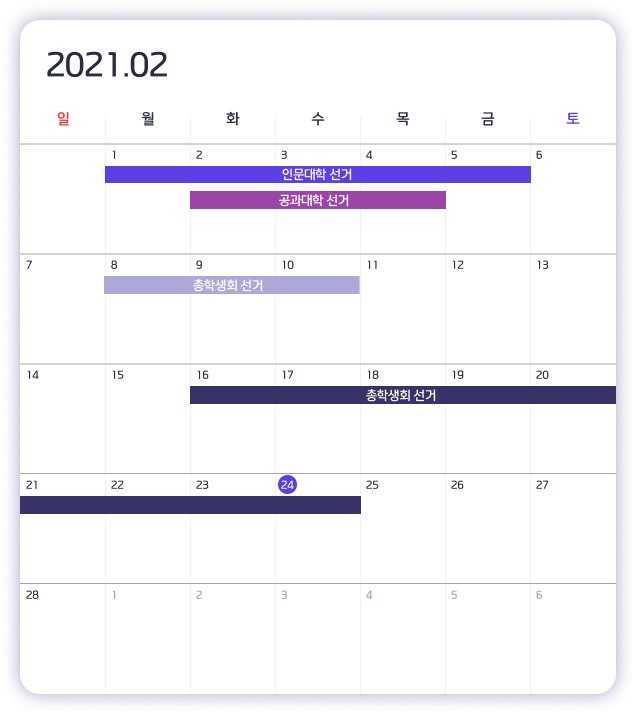 2021.02
일 월 화 수 목 금 토
1 2 3 4 5 6
인문대학 선거
공과대학 선거
7 8 9 10 11 12 13
총학생회 선거
14 15 16 17 18 19 20
총학생회 선거
21 22 23 24 25 26 27
28 1 2 3 4 5 6